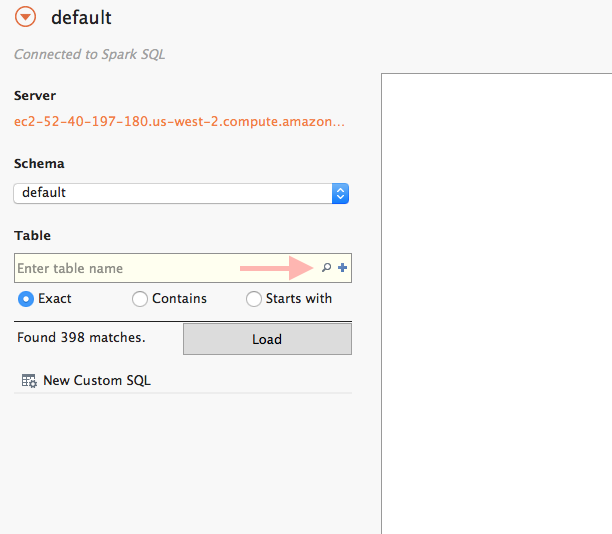 default
Connected to Spark SQL
Server
ec2-52-40-197-180.us-west-2.compute.amazon...
Schema
default
Table
Enter table name
Exact Contains Starts with
Found 398 matches. Load
New Custom SQL